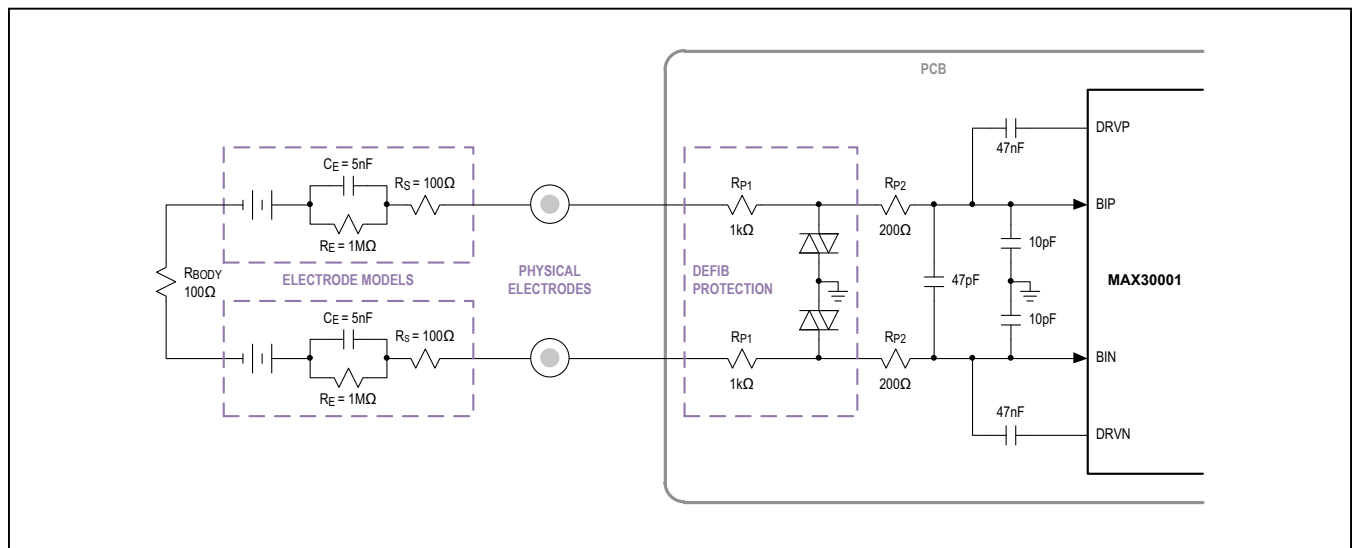 PCB
DRVP
47nF
CE = 5nF
RS = 100Ω
RE = 1MΩ
RP1
1kΩ
RP2
200Ω
BIP
10pF
RBODY
100Ω
ELECTRODE MODELS
PHYSICAL
ELECTRODES
DEFIB
PROTECTION
47pF
MAX30001
10pF
CE = 5nF
RS = 100Ω
RE = 1MΩ
RP1
1kΩ
RP2
200Ω
BIN
47nF
DRVN